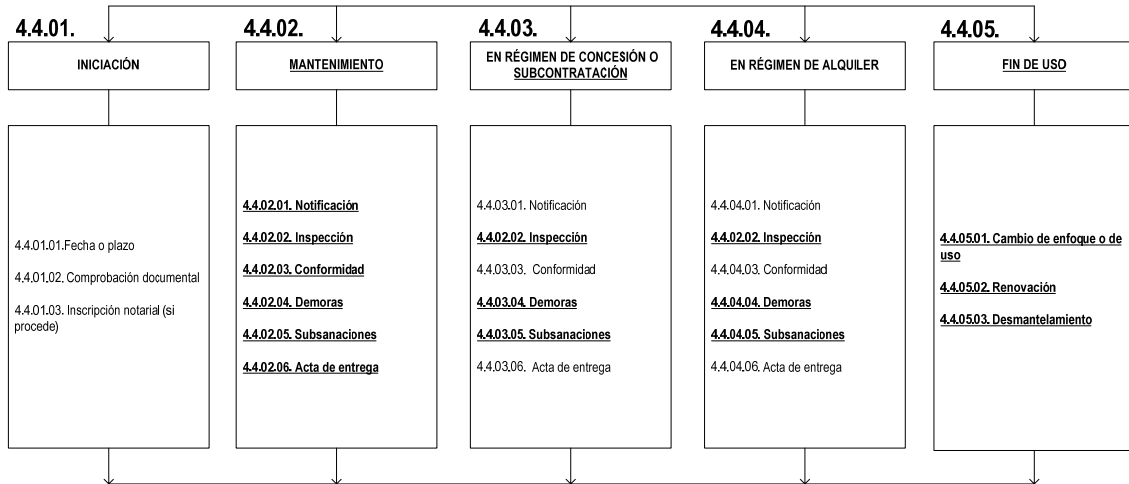 4.4.01.
INICIACIÓN
4.4.01.01.Fecha o plazo
4.4.01.02. Comprobación documental
4.4.01.03. Inscripción notarial (si
procede)
4.4.02.
MANTENIMIENTO
4.4.02.01. Notificación
4.4.02.02. Inspección
4.4.02.03. Conformidad
4.4.02.04. Demoras
4.4.02.05. Subsanaciones
4.4.02.06. Acta de entrega
4.4.03.
EN RÉGIMEN DE CONCESIÓN O
SUBCONTRATACIÓN
4.4.03.01. Notificación
4.4.02.02. Inspección
4.4.03.03. Conformidad
4.4.03.04. Demoras
4.4.03.05. Subsanaciones
4.4.03.06. Acta de entrega
4.4.04.
EN RÉGIMEN DE ALQUILER
4.4.04.01. Notificación
4.4.02.02. Inspección
4.4.04.03. Conformidad
4.4.04.04. Demoras
4.4.04.05. Subsanaciones
4.4.04.06. Acta de entrega
4.4.05.
FIN DE USO
4.4.05.01. Cambio de enfoque o de
uso
4.4.05.02. Renovación
4.4.05.03. Desmantelamiento